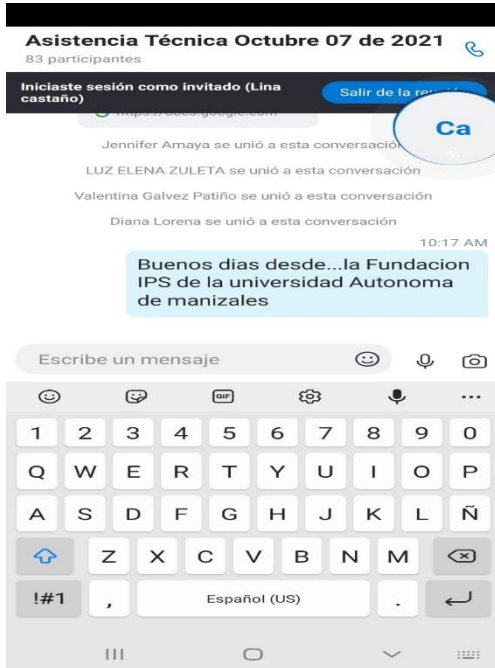 Asistencia Técnica Octubre 07 de 2021
83 participantes
Iniciaste sesión como invitado (Lina
castaño)
Salir de la
Ca
https://docs.google.com
Jennifer Amaya se unió a esta conversación
LUZ ELENA ZULETA se unió a esta conversación
Valentina Galvez Patiño se unió a esta conversación
Diana Lorena se unió a esta conversación
10:17 AM
Buenos dias desde...la Fundacion
IPS de la universidad Autonoma
de manizales
Escribe un mensaje
GIF
1 2 3 4 5 6 7 8 9 0
Q W E R T Y U I O P
A S D F G H J K L Ñ
Z X C V B N M
!#1 , Español (US) .